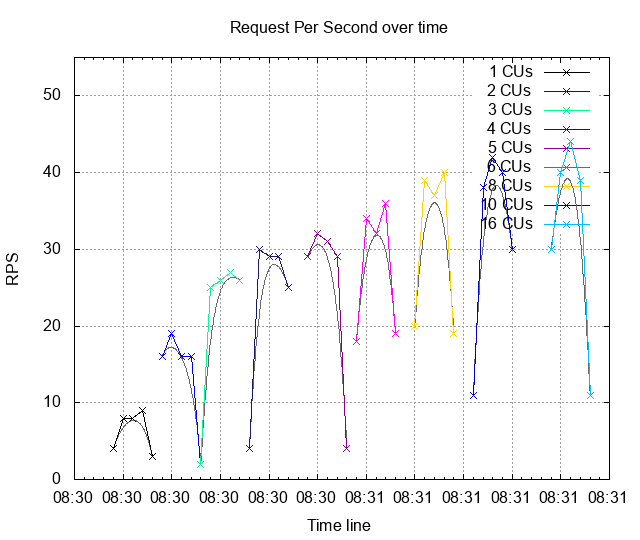 Request Per Second over time
1 CUs
2 CUs
3 CUs
4 CUs
5 CUs
6 CUs
8 CUs
10 CUs
16 CUs
50
40
30
20
10
0
RPS
08:30 08:30 08:30 08:30 08:30 08:30 08:31 08:31 08:31 08:31 08:31 08:31
Time line